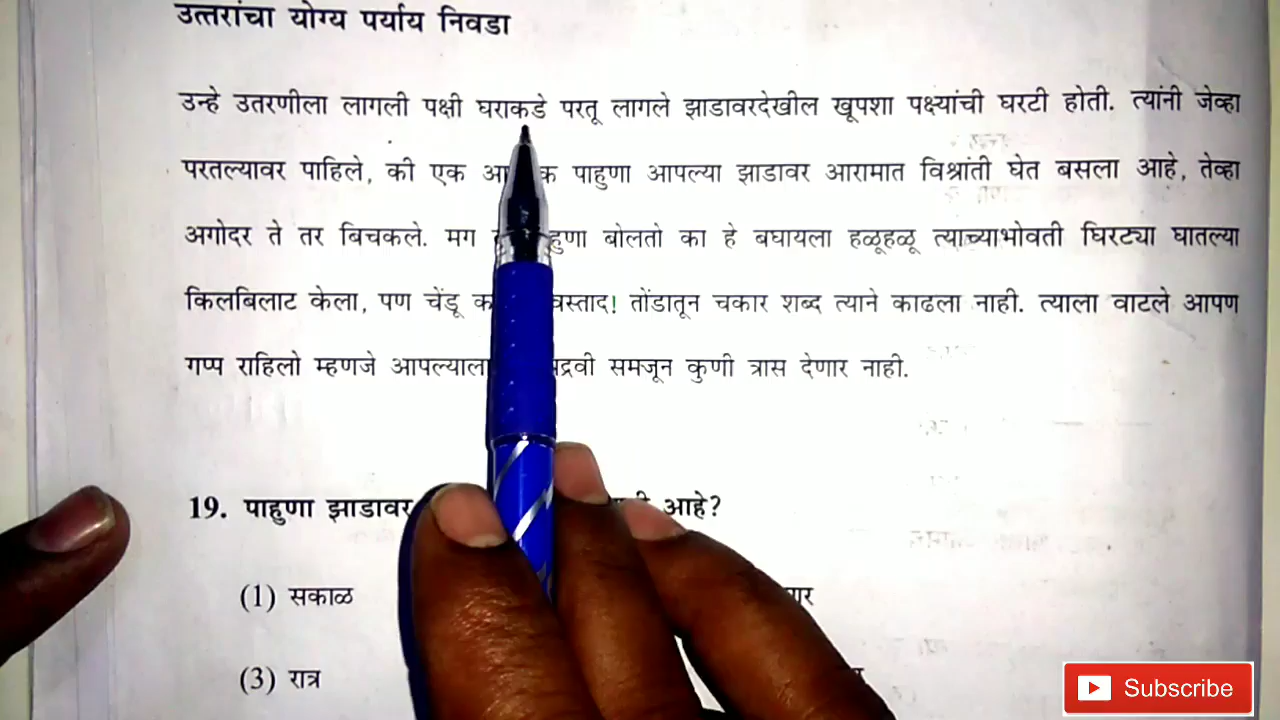 उत्तरांचा योग्य पर्याय निवडा
उन्हे उतरणीला लागली पक्षी घराकडे परतू लागले झाडावरदेखील खूपशा पक्ष्यांची घरटी होती. त्यांनी जेव्हा
परतल्यावर पाहिले, की एक पाहुणा आपल्या झाडावर आरामात विश्रांती घेत बसला आहे, तेव्हा
अगोदर ते तर बिचकले. मग बोलतो का हे बघायला हळूहळू त्याच्याभोवती घिरट्या घातल्या
किलबिलाट केला, पण चेंडू तोंडातून चकार शब्द त्याने काढला नाही. त्याला वाटले आपण
गप्प राहिलो म्हणजे आपल्याला समजून कुणी त्रास देणार नाही.
19. पाहुणा झाडावर आहे?
(1) सकाळ
(3) रात्र
Subscribe